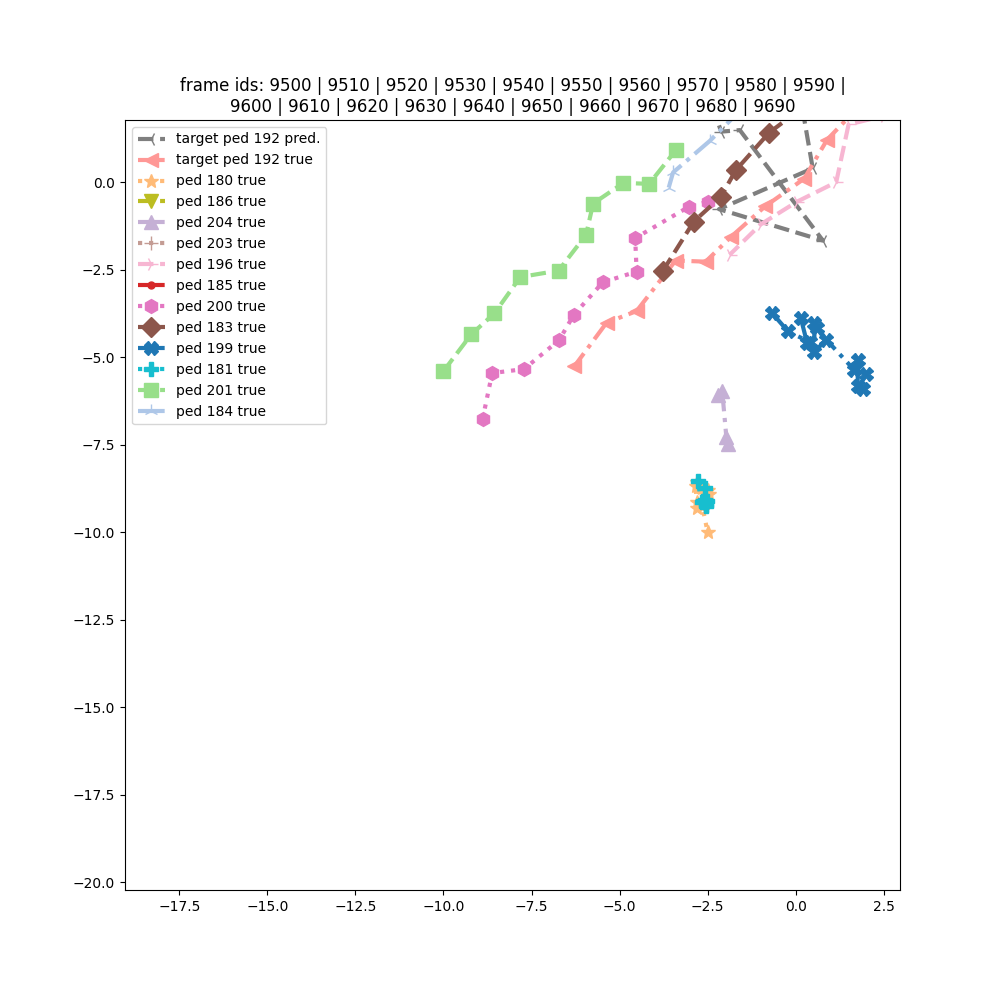 frame ids: 9500 | 9510 | 9520 | 9530 | 9540 | 9550 | 9560 | 9570 | 9580 | 9590 |
9600 | 9610 | 9620 | 9630 | 9640 | 9650 | 9660 | 9670 | 9680 | 9690
target ped 192 pred.
target ped 192 true
ped 180 true
ped 186 true
ped 204 true
ped 203 true
ped 196 true
ped 185 true
ped 200 true
ped 183 true
ped 199 true
ped 181 true
ped 201 true
ped 184 true
0.0
−2.5
−5.0
−7.5
−10.0
−12.5
−15.0
−17.5
−20.0
−17.5 −15.0 −12.5 −10.0 −7.5 −5.0 −2.5 0.0 2.5